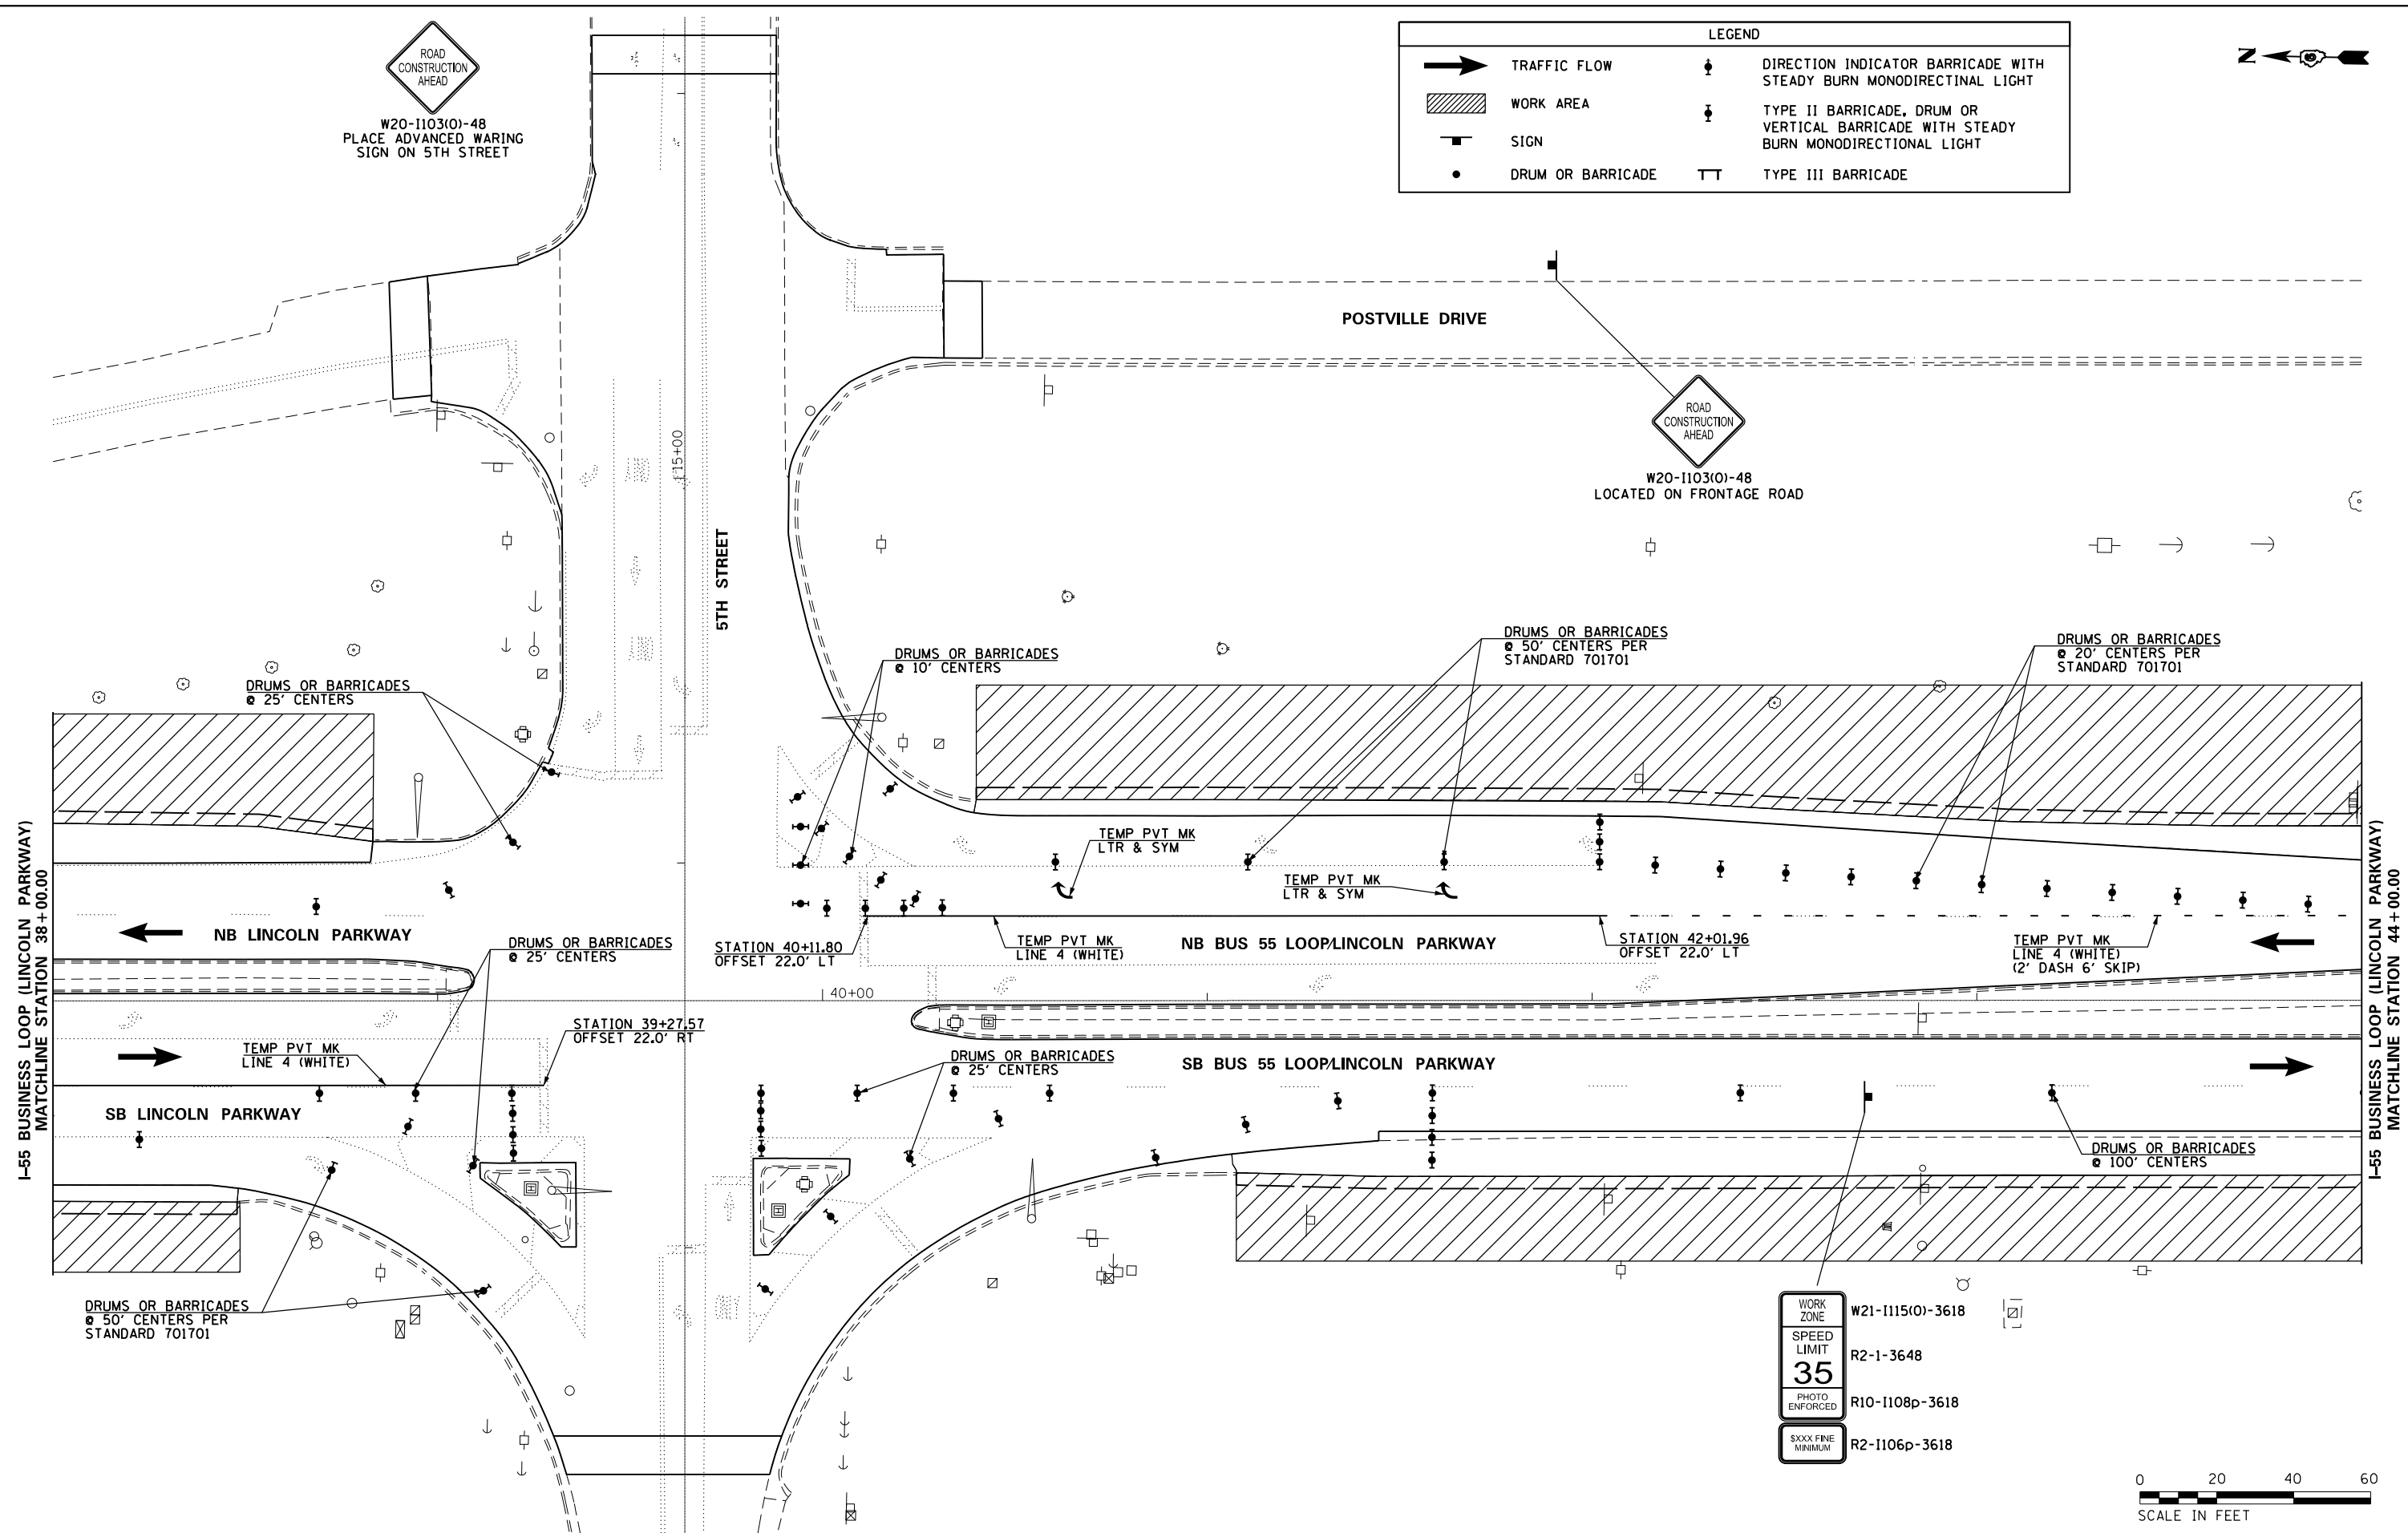 ROAD
CONSTRUCTION
AHEAD
W20-I103(O)-48
PLACE ADVANCED WARING
SIGN ON 5TH STREET
LEGEND
TRAFFIC FLOW
WORK AREA
SIGN
DRUM OR BARRICADE
DIRECTION INDICATOR BARRICADE WITH
STEADY BURN MONODIRECTINAL LIGHT
TYPE II BARRICADE, DRUM OR
VERTICAL BARRICADE WITH STEADY
BURN MONODIRECTIONAL LIGHT
TYPE III BARRICADE
N
POSTVILLE DRIVE
ROAD
CONSTRUCTION
AHEAD
W20-I103(O)-48
LOCATED ON FRONTAGE ROAD
115+00
5TH STREET
ONLY
ONLY
DRUMS OR BARRICADES
@ 25' CENTERS
DRUMS OR BARRICADES
@ 10' CENTERS
DRUMS OR BARRICADES
@ 50' CENTERS PER
STANDARD 701701
DRUMS OR BARRICADES
@ 20' CENTERS PER
STANDARD 701701
TEMP PVT MK
LTR & SYM
TEMP PVT MK
LTR & SYM
I-55 BUSINESS LOOP (LINCOLN PARKWAY)
MATCHLINE STATION 38+00.00
NB LINCOLN PARKWAY
DRUMS OR BARRICADES
@ 25' CENTERS
STATION 40+11.80
OFFSET 22.0' LT
TEMP PVT MK
LINE 4 (WHITE)
NB BUS 55 LOOP/LINCOLN PARKWAY
STATION 42+01.96
OFFSET 22.0' LT
TEMP PVT MK
LINE 4 (WHITE)
(2' DASH 6' SKIP)
I-55 BUSINESS LOOP (LINCOLN PARKWAY)
MATCHLINE STATION 44+00.00
40+00
STATION 39+27.57
OFFSET 22.0' RT
TEMP PVT MK
LINE 4 (WHITE)
DRUMS OR BARRICADES
@ 25' CENTERS
SB BUS 55 LOOP/LINCOLN PARKWAY
SB LINCOLN PARKWAY
DRUMS OR BARRICADES
@ 100' CENTERS
H
H
H
ONLY
DRUMS OR BARRICADES
@ 50' CENTERS PER
STANDARD 701701
WORK
ZONE
W21-I115(O)-3618
SPEED
LIMIT
35
R2-1-3648
PHOTO
ENFORCED
R10-I108p-3618
$XXX FINE
MINIMUM
R2-I106p-3618
0 20 40 60
SCALE IN FEET